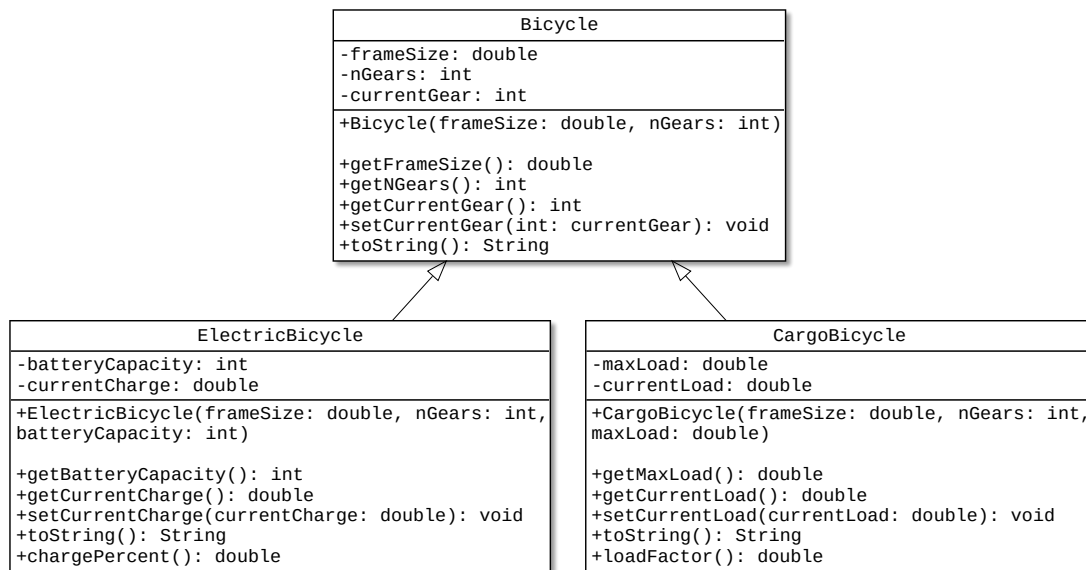 Bicycle
-frameSize: double
-nGears: int
-currentGear: int
+Bicycle(frameSize: double, nGears: int)
+getFrameSize(): double
+getNGears(): int
+getCurrentGear(): int
+setCurrentGear(int: currentGear): void
+toString(): String
ElectricBicycle
-batteryCapacity: int
-currentCharge: double
+ElectricBicycle(frameSize: double, nGears: int,
batteryCapacity: int)
+getBatteryCapacity(): int
+getCurrentCharge(): double
+setCurrentCharge(currentCharge: double): void
+toString(): String
+chargePercent(): double
CargoBicycle
-maxLoad: double
-currentLoad: double
+CargoBicycle(frameSize: double, nGears: int,
maxLoad: double)
+getMaxLoad(): double
+getCurrentLoad(): double
+setCurrentLoad(currentLoad: double): void
+toString(): String
+loadFactor(): double